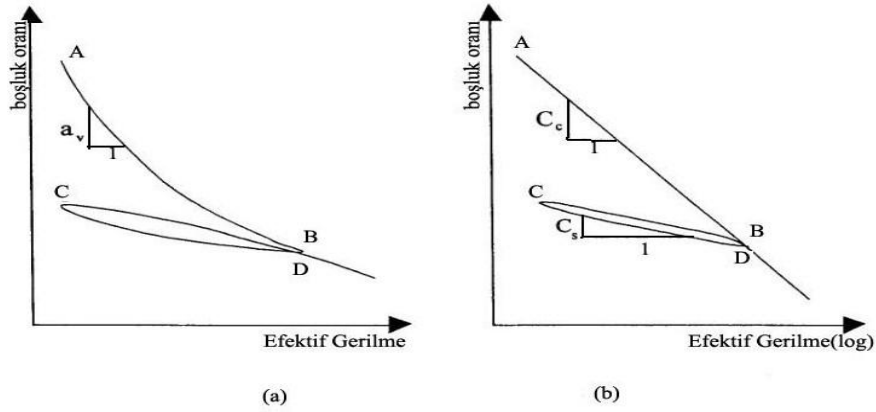 boşluk oranı
A
a v
1
C
B
D
Efektif Gerilme
(a)
boşluk oranı
A
C c
1
C
C s
1
B
D
Efektif Gerilme(log)
(b)